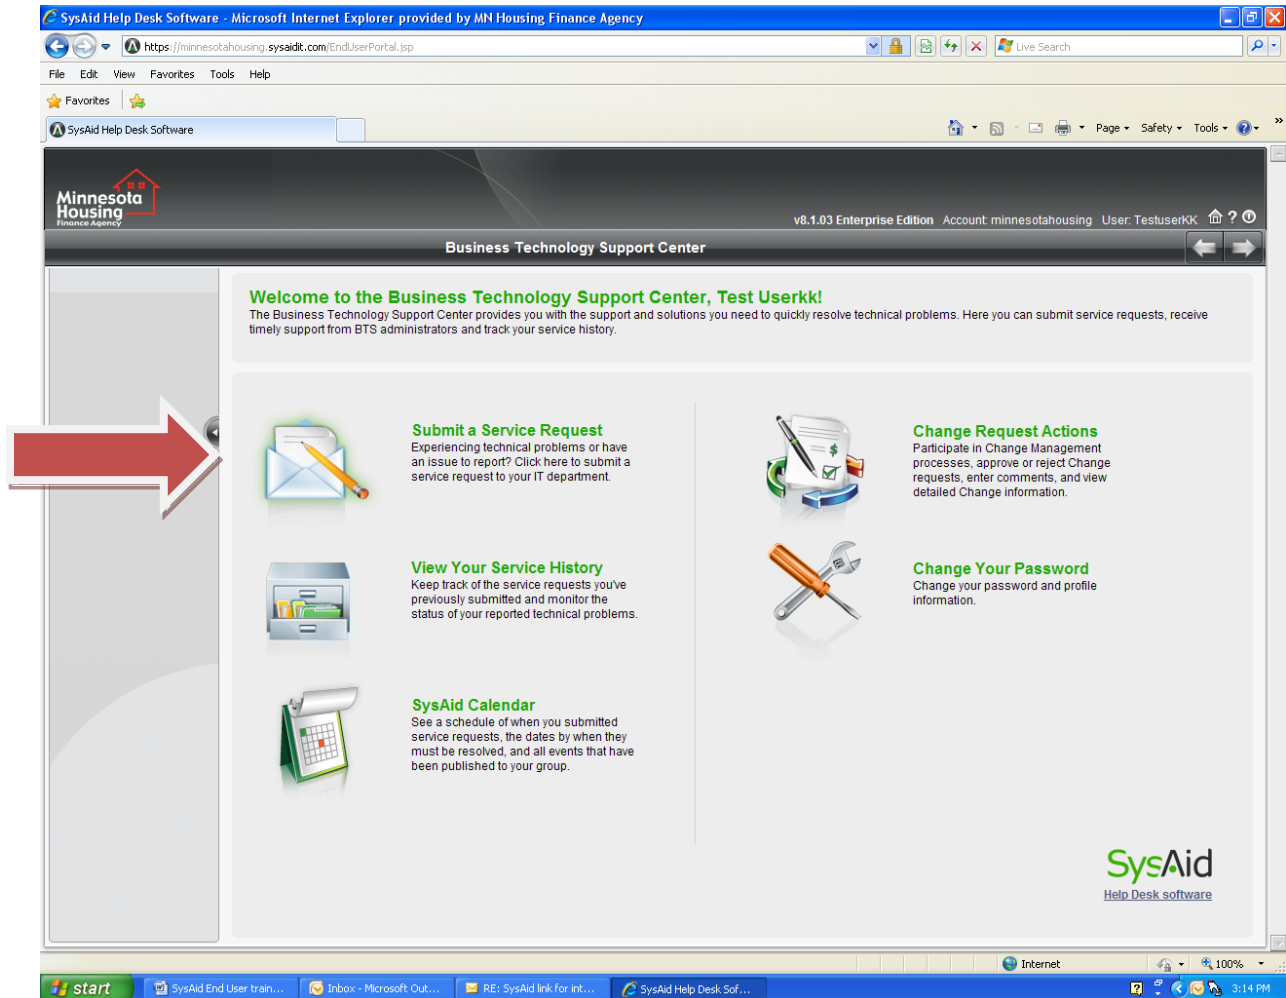 SysAid Help Desk Software - Microsoft Internet Explorer provided by MN Housing Finance Agency
https://minnesotahousing.sysaidit.com/EndUserPortal.jsp
Live Search
File Edit View Favorites Tools Help
Favorites
SysAid Help Desk Software
Page Safety Tools
Minnesota
Housing
Finance Agency
v8.1.03 Enterprise Edition Account: minnesotahousing User: TestuserKK
Business Technology Support Center
Welcome to the Business Technology Support Center, Test Userkk!
The Business Technology Support Center provides you with the support and solutions you need to quickly resolve technical problems. Here you can submit service requests, receive
timely support from BTS administrators and track your service history.
Submit a Service Request
Experiencing technical problems or have
an issue to report? Click here to submit a
service request to your IT department.
Change Request Actions
Participate in Change Management
processes, approve or reject Change
requests, enter comments, and view
detailed Change information.
View Your Service History
Keep track of the service requests you've
previously submitted and monitor the
status of your reported technical problems.
Change Your Password
Change your password and profile
information.
SysAid Calendar
See a schedule of when you submitted
service requests, the dates by when they
must be resolved, and all events that have
been published to your group.
SysAid
Help Desk software
Internet
100%
start
SysAid End User train...
Inbox - Microsoft Out...
RE: SysAid link for int...
SysAid Help Desk Sof...
3:14 PM